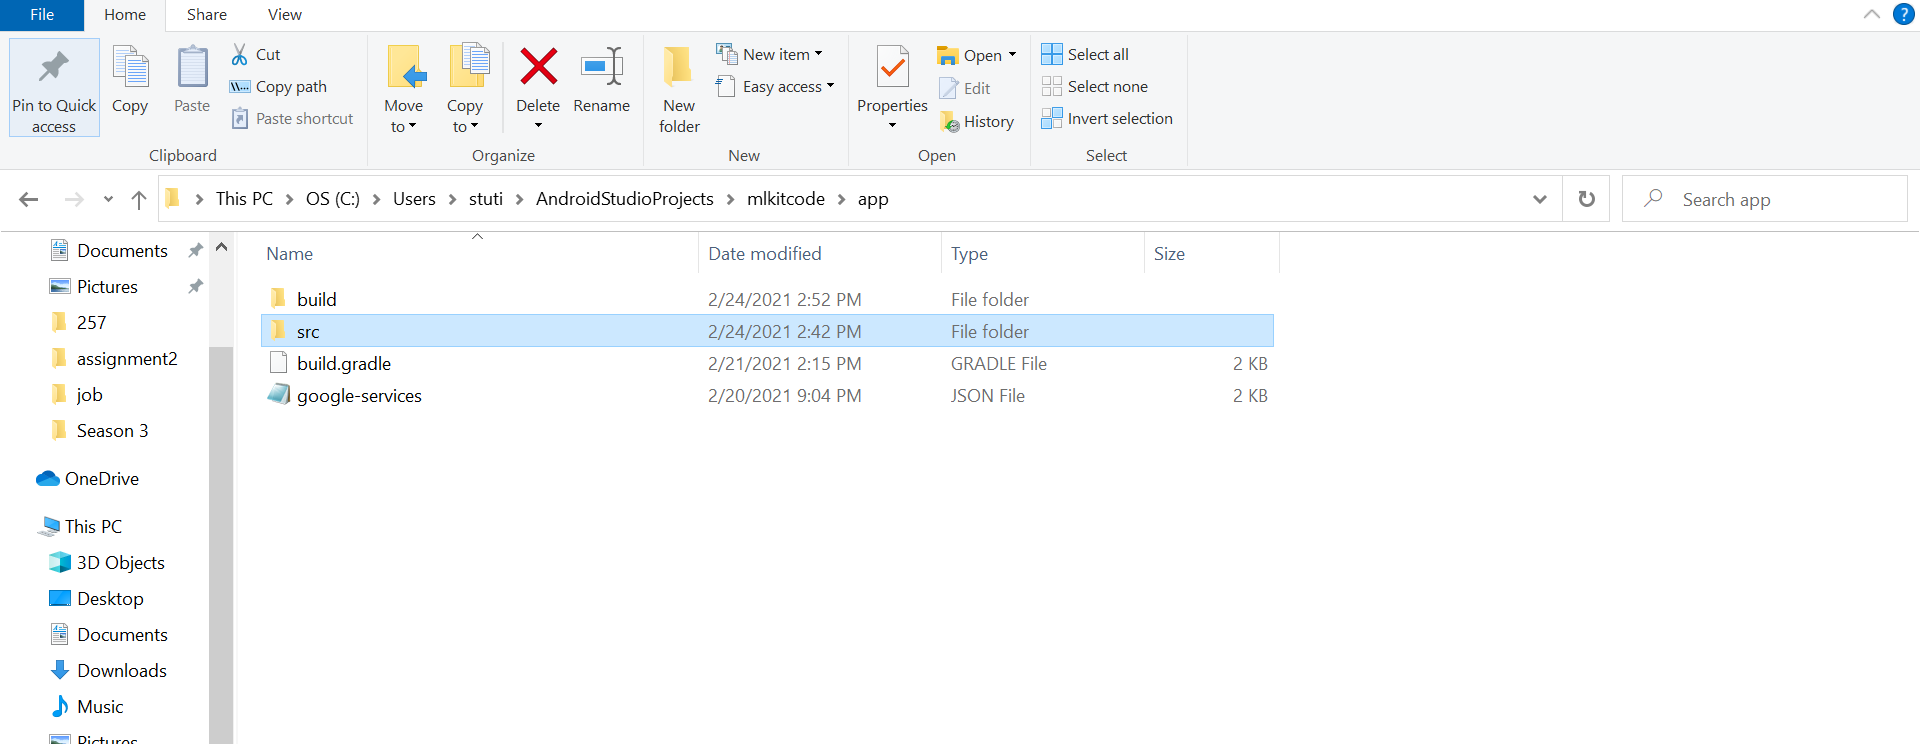 File Home Share View
Pin to Quick access
Copy
Paste
Cut
Copy path
Paste shortcut
Clipboard
Move to
Copy to
Delete
Rename
Organize
New folder
New item
Easy access
New
Properties
Open
Edit
History
Open
Select all
Select none
Invert selection
Select
?
This PC > OS (C:) > Users > stuti > AndroidStudioProjects > mlkitcode > app
Search app
Documents
Pictures
257
assignment2
job
Season 3
OneDrive
This PC
3D Objects
Desktop
Documents
Downloads
Music
Pictures
Name Date modified Type Size
build 2/24/2021 2:52 PM File folder
src 2/24/2021 2:42 PM File folder
build.gradle 2/21/2021 2:15 PM GRADLE File 2 KB
google-services 2/20/2021 9:04 PM JSON File 2 KB